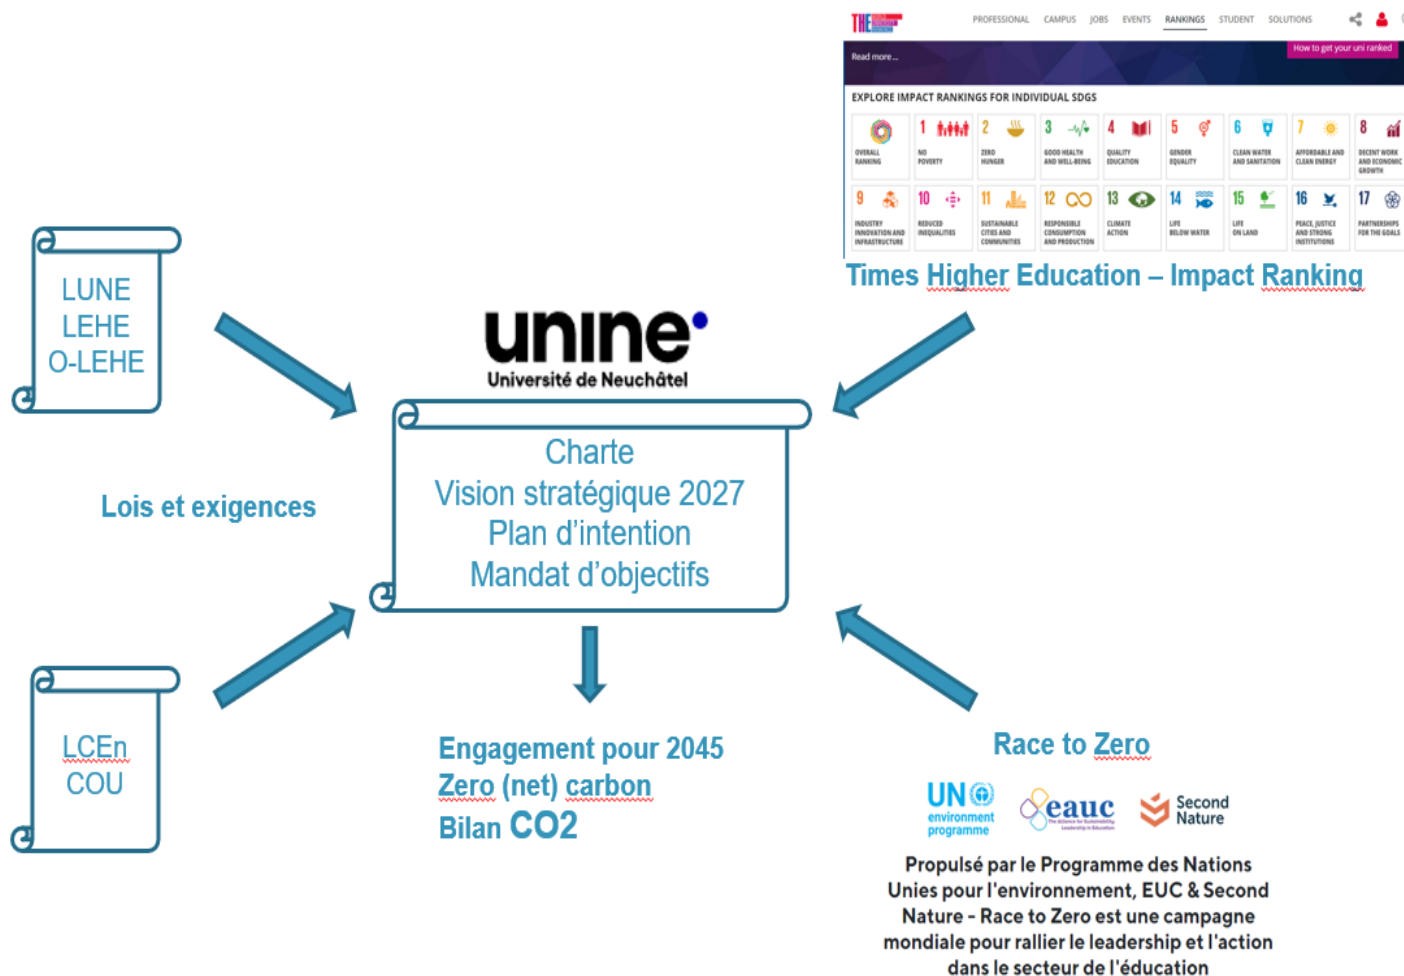 THE
PROFESSIONAL CAMPUS JOBS EVENTS RANKINGS STUDENT SOLUTIONS
Read more...
How to get your uni ranked
EXPLORE IMPACT RANKINGS FOR INDIVIDUAL SDGS
OVERALL
RANKING
1
NO
POVERTY
2
ZERO
HUNGER
3
GOOD HEALTH
AND WELL-BEING
4
QUALITY
EDUCATION
5
GENDER
EQUALITY
6
CLEAN WATER
AND SANITATION
7
AFFORDABLE AND
CLEAN ENERGY
8
DECENT WORK
AND ECONOMIC
GROWTH
9
INDUSTRY
INNOVATION AND
INFRASTRUCTURE
10
REDUCED
INEQUALITIES
11
SUSTAINABLE
CITIES AND
COMMUNITIES
12
RESPONSIBLE
CONSUMPTION
AND PRODUCTION
13
CLIMATE
ACTION
14
LIFE
BELOW WATER
15
LIFE
ON LAND
16
PEACE, JUSTICE
AND STRONG
INSTITUTIONS
17
PARTNERSHIPS
FOR THE GOALS
Times Higher Education – Impact Ranking
LUNE
LEHE
O-LEHE
unine
Université de Neuchâtel
Charte
Vision stratégique 2027
Plan d'intention
Mandat d'objectifs
Lois et exigences
LCEn
COU
Engagement pour 2045
Zero (net) carbon
Bilan CO2
Race to Zero
UN
environment
programme
eauc
The Alliance for Sustainability
Leadership in Education
Second
Nature
Propulsé par le Programme des Nations
Unies pour l'environnement, EUC & Second
Nature - Race to Zero est une campagne
mondiale pour rallier le leadership et l'action
dans le secteur de l'éducation